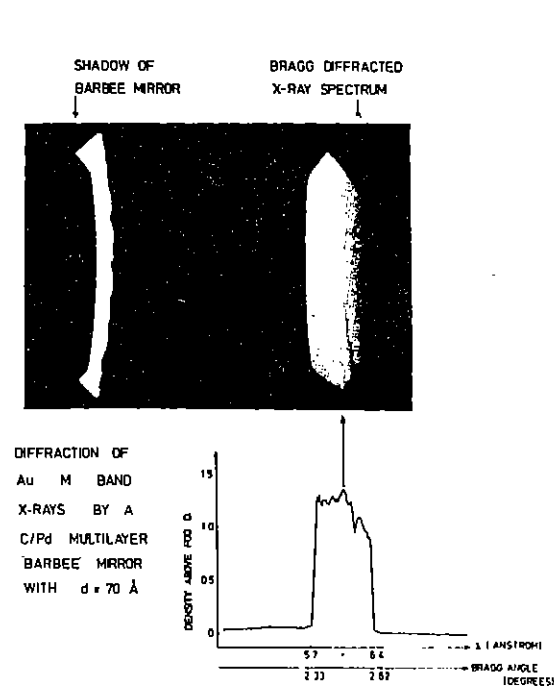 SHADOW OF
BARBEE MIRROR
BRAGG DIFFRACTED
X-RAY SPECTRUM
DIFFRACTION OF
Au M BAND
X-RAYS BY A
C/Pd MULTILAYER
BARBEE MIRROR
WITH d = 70 Å
DENSITY ABOVE FOG D.
1.5
1.0
0.5
0
λ (ANSTROM)
5.7
6.4
BRAGG ANGLE
(DEGREES)
2.33
2.62